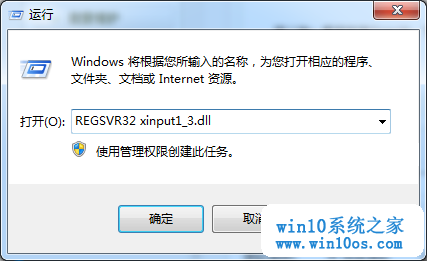 运行
Windows 将根据您所输入的名称，为您打开相应的程序、
文件夹、文档或 Internet 资源。
打开(O): REGSVR32 xinput1_3.dll
使用管理权限创建此任务。
确定 取消
win10系统之家
www.win10os.com